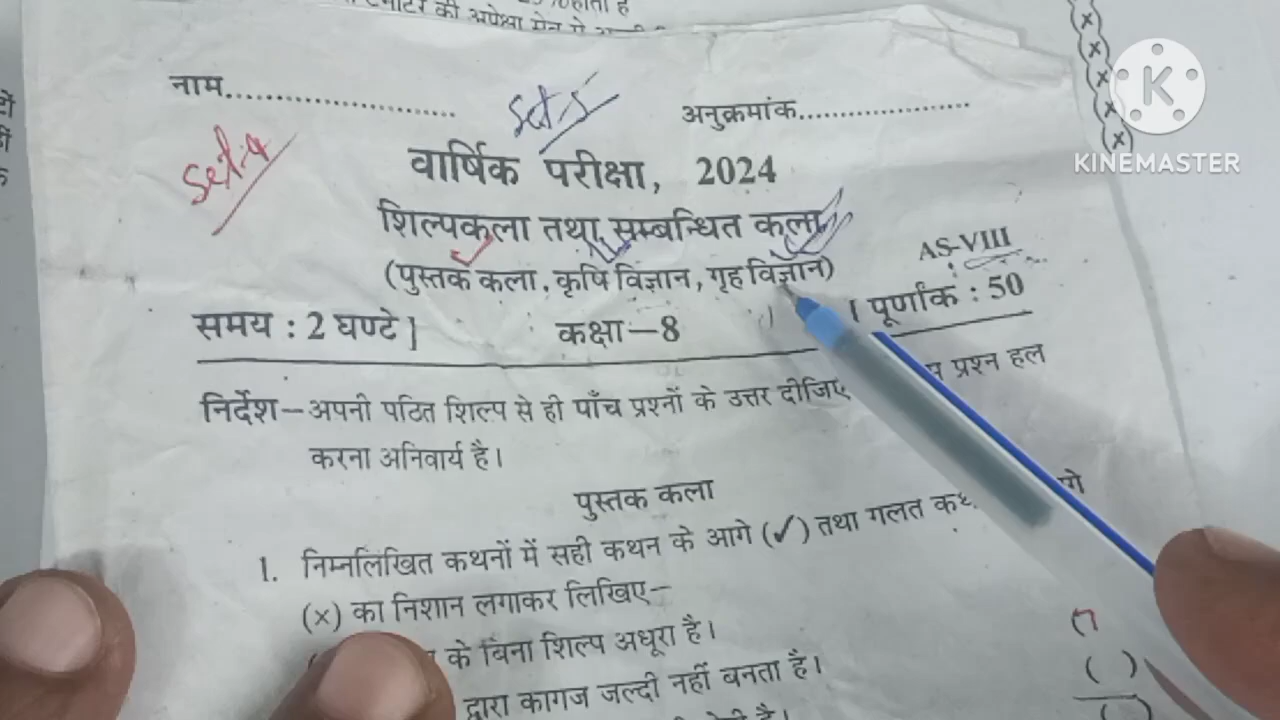 की अपेक्षा
नाम
Set-5
अनुक्रमांक
Set-4
वार्षिक परीक्षा, 2024
शिल्पकला तथा सम्बन्धित कला
AS-VIII
(पुस्तक कला, कृषि विज्ञान, गृह विज्ञान)
समय : 2 घण्टे ]
कक्षा-8
[ पूर्णांक : 50
निर्देश-अपनी पठित शिल्प से ही पाँच प्रश्नों के उत्तर दीजिए प्रश्न हल
करना अनिवार्य है।
पुस्तक कला
1. निम्नलिखित कथनों में सही कथन के आगे (✓) तथा गलत
(×) का निशान लगाकर लिखिए-
के बिना शिल्प अधूरा है।
द्वारा कागज जल्दी नहीं बनता है। ( )
K
KINEMASTER